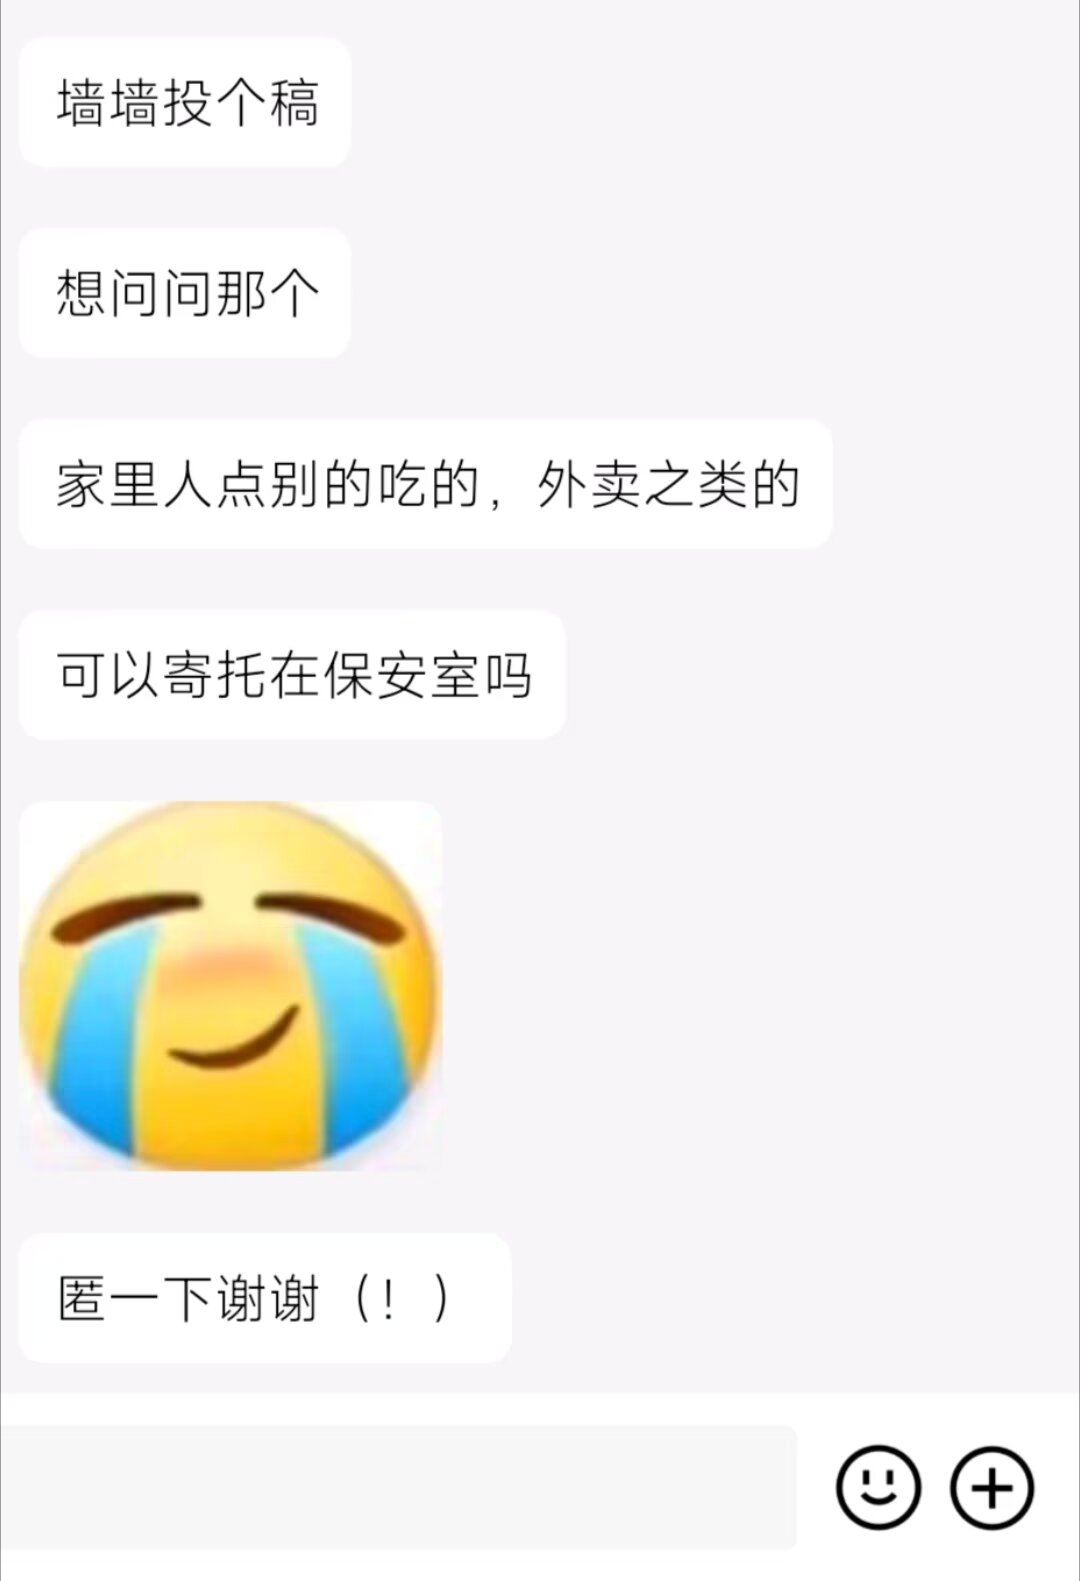 墙墙投个稿
想问问那个
家里人点别的吃的，外卖之类的
可以寄托在保安室吗
匿一下谢谢（！）